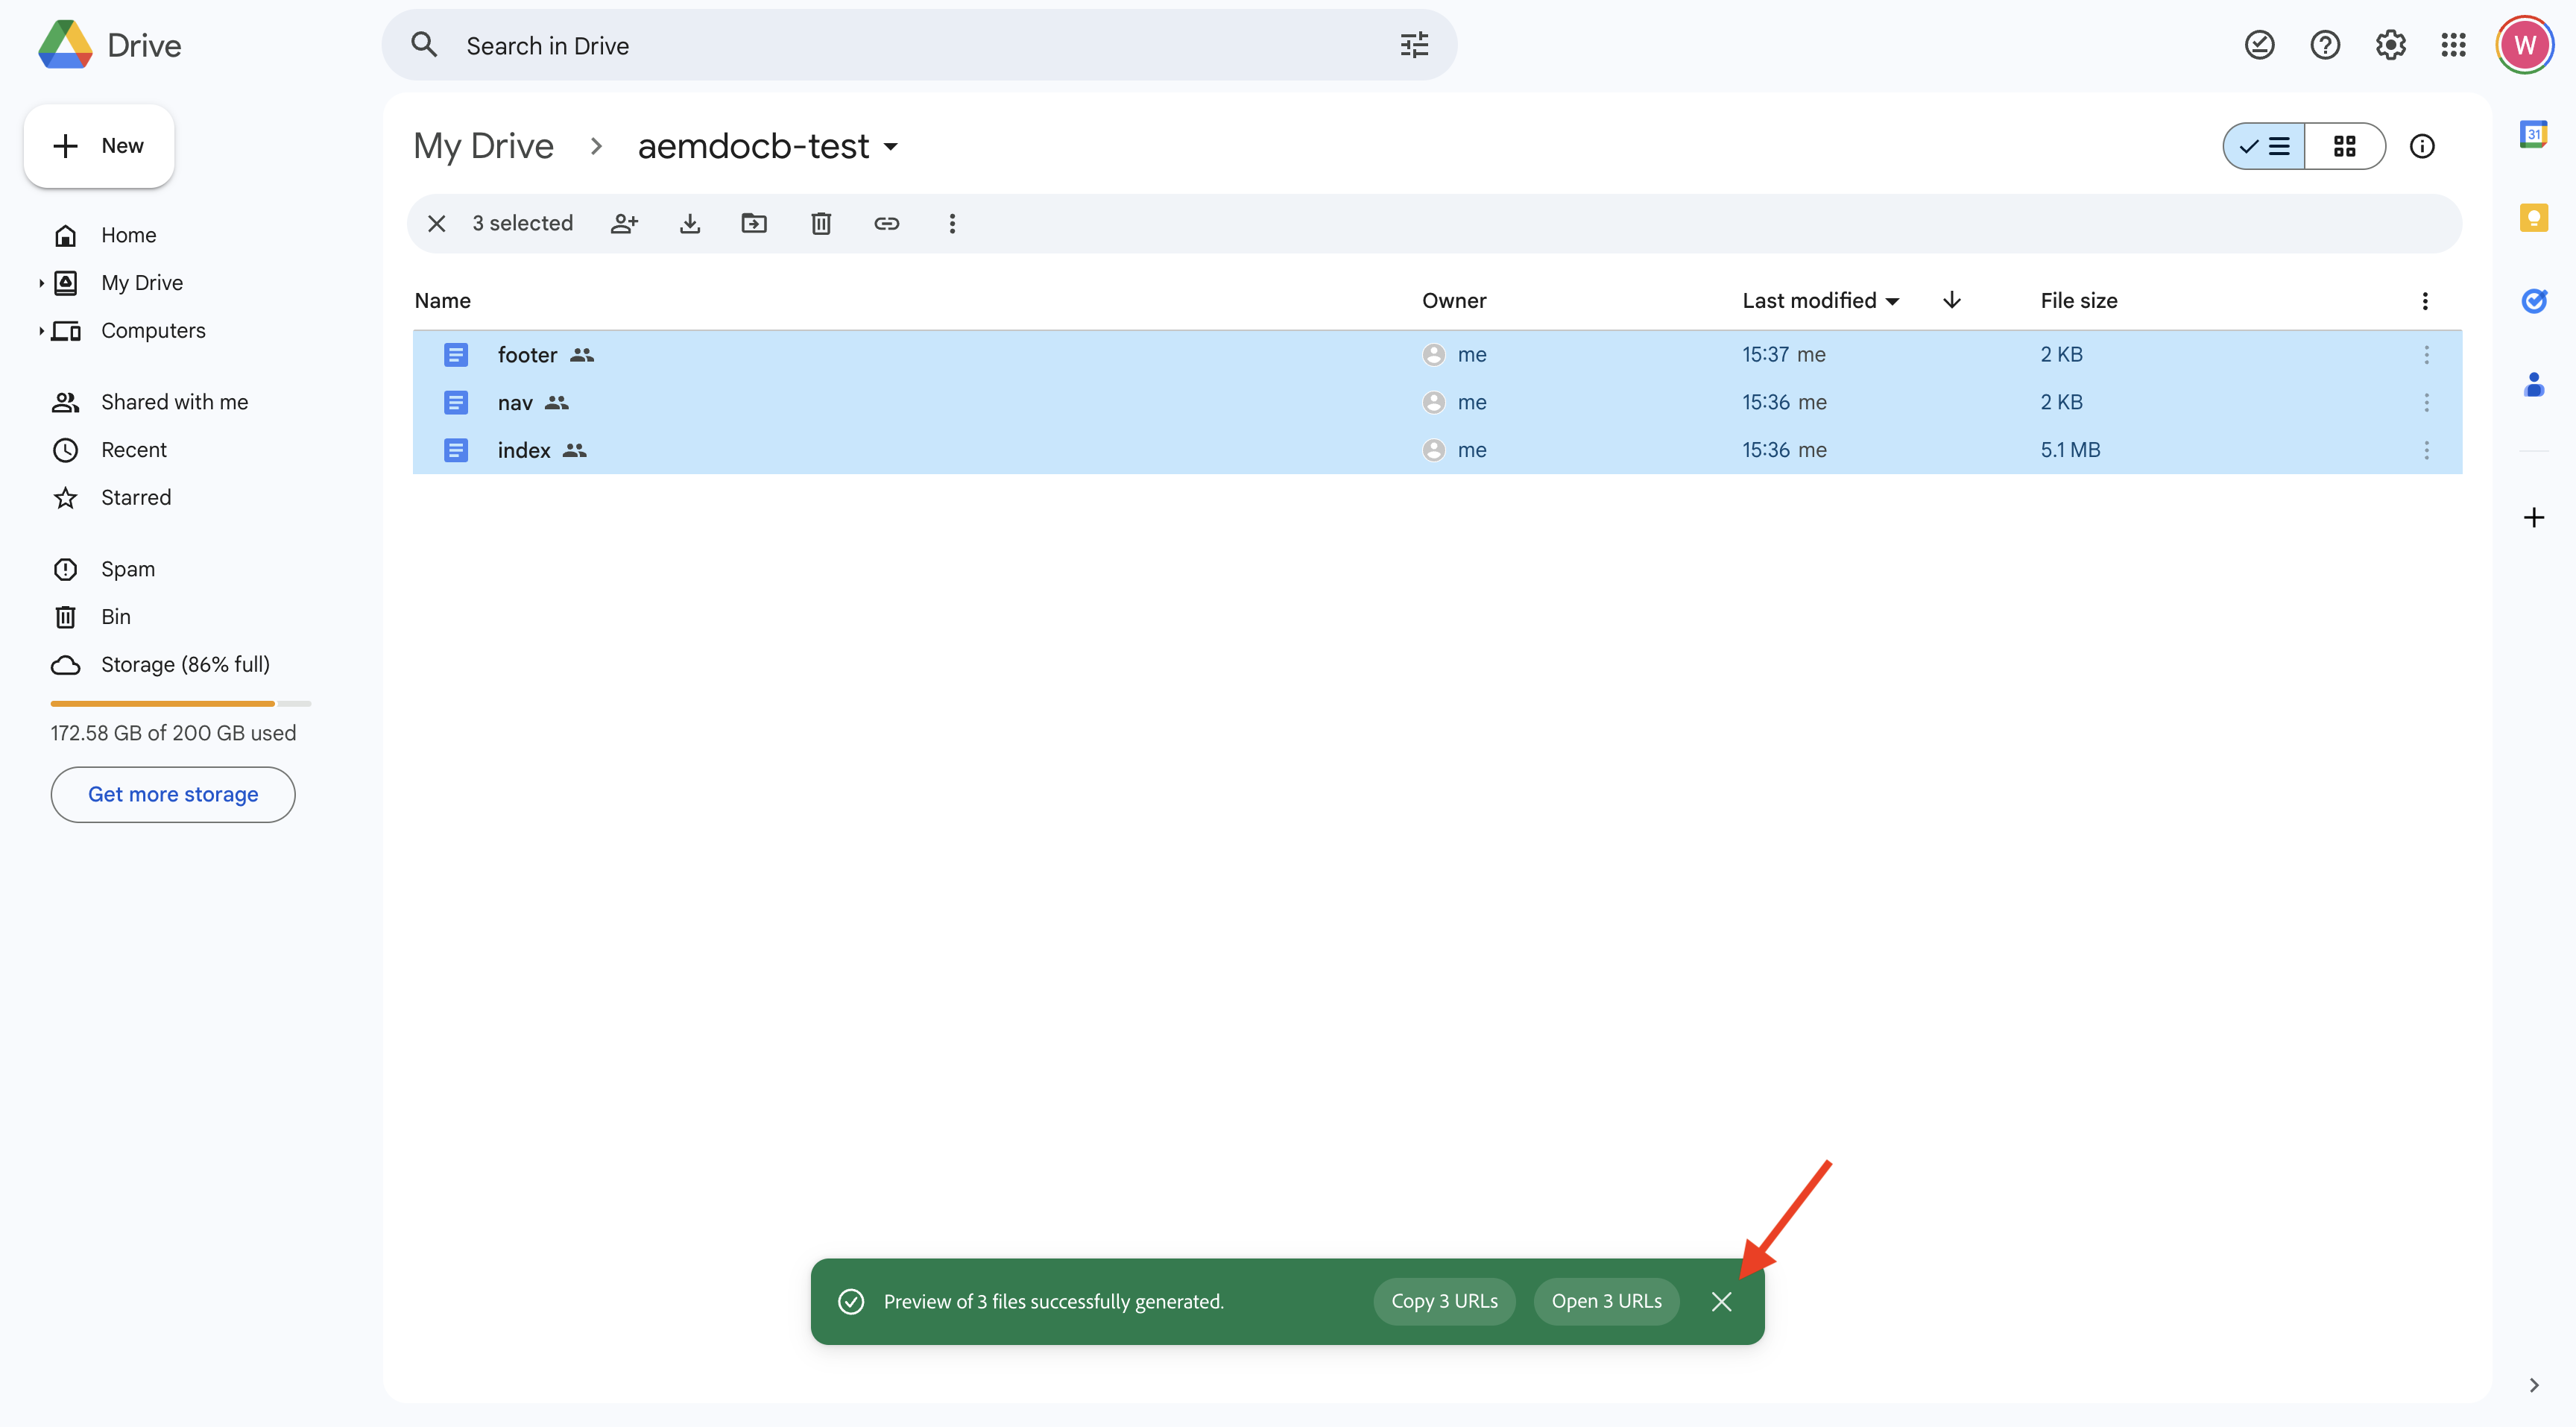 Drive
Search in Drive
W
New
My Drive > aemdocb-test
31
3 selected
Home
My Drive
Computers
Name Owner Last modified File size
footer me 15:37 me 2 KB
nav me 15:36 me 2 KB
index me 15:36 me 5.1 MB
Shared with me
Recent
Starred
Spam
Bin
Storage (86% full)
172.58 GB of 200 GB used
Get more storage
Preview of 3 files successfully generated. Copy 3 URLs Open 3 URLs